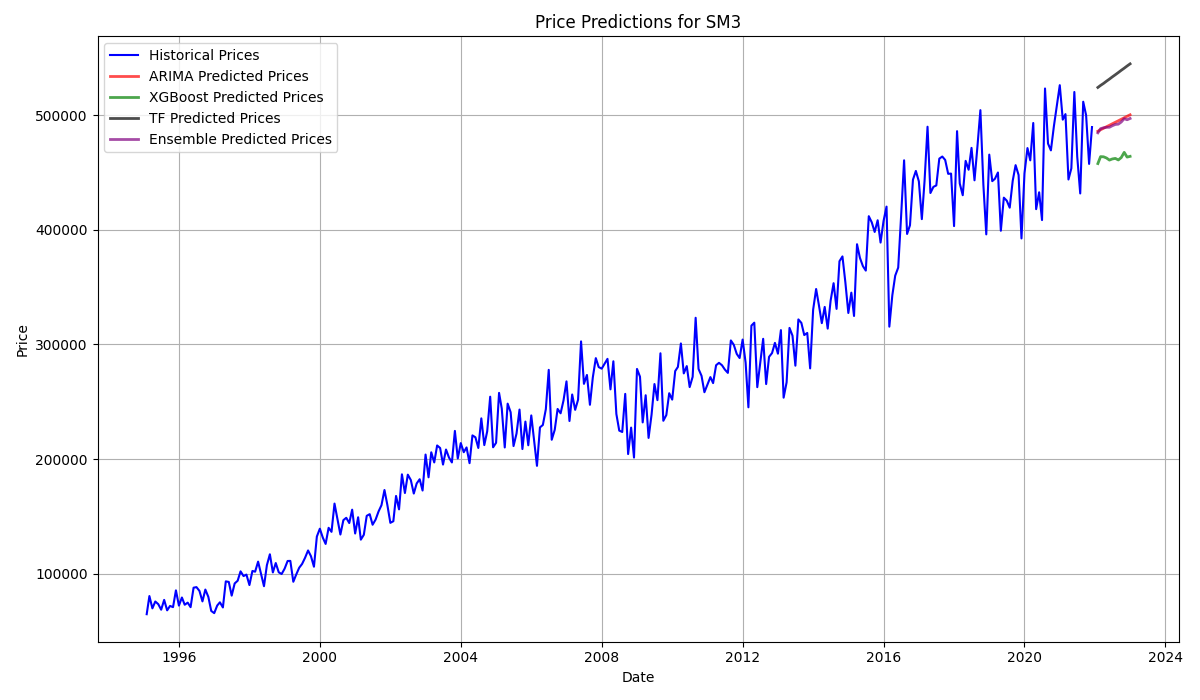 Price Predictions for SM3
Historical Prices
ARIMA Predicted Prices
XGBoost Predicted Prices
TF Predicted Prices
Ensemble Predicted Prices
Price
500000
400000
300000
200000
100000
1996 2000 2004 2008 2012 2016 2020 2024
Date